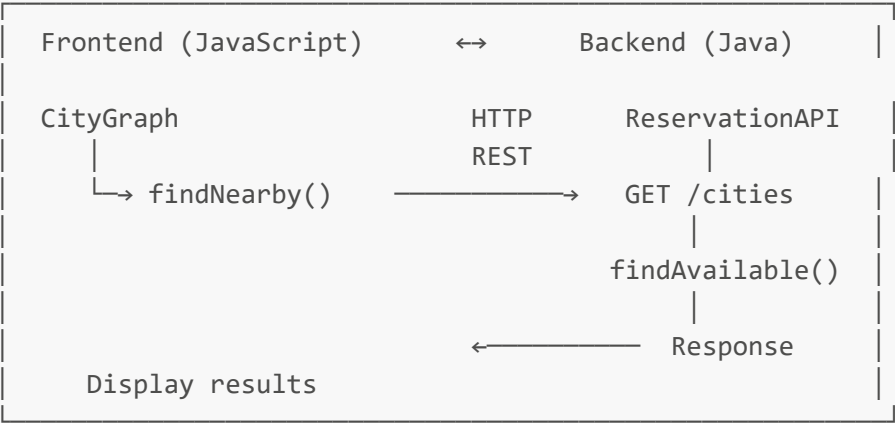 Frontend (JavaScript) ↔ Backend (Java)
CityGraph HTTP ReservationAPI
REST
findNearby() → GET /cities
findAvailable()
← Response
Display results